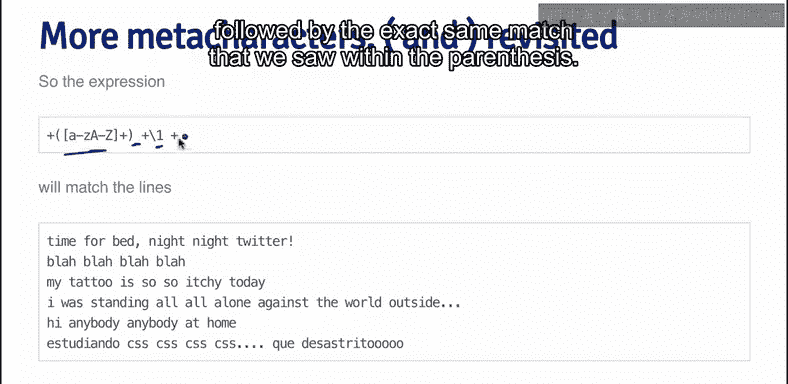 More metacharacters: ( and ) revisited
followed by the exact same match
that we saw within the parenthesis.
So the expression
+([a-zA-Z]+) +\1 +
will match the lines
time for bed, night night twitter!
blah blah blah blah
my tattoo is so so itchy today
i was standing all all alone against the world outside...
hi anybody anybody at home
estudiando css css css css.... que desastritooooo